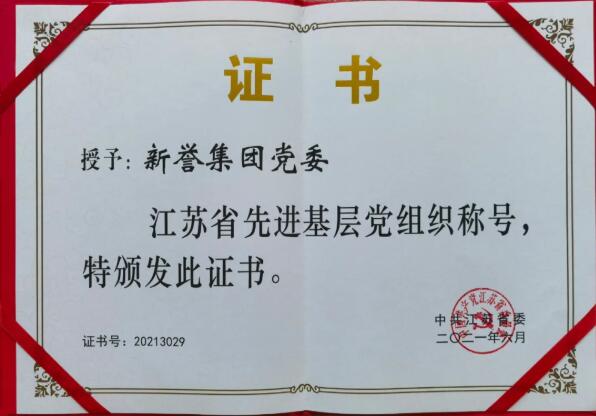 证书
授予：新誉集团党委
江苏省先进基层党组织称号，
特颁发此证书。
中共江苏省委
证书号：20213029
二〇二一年六月